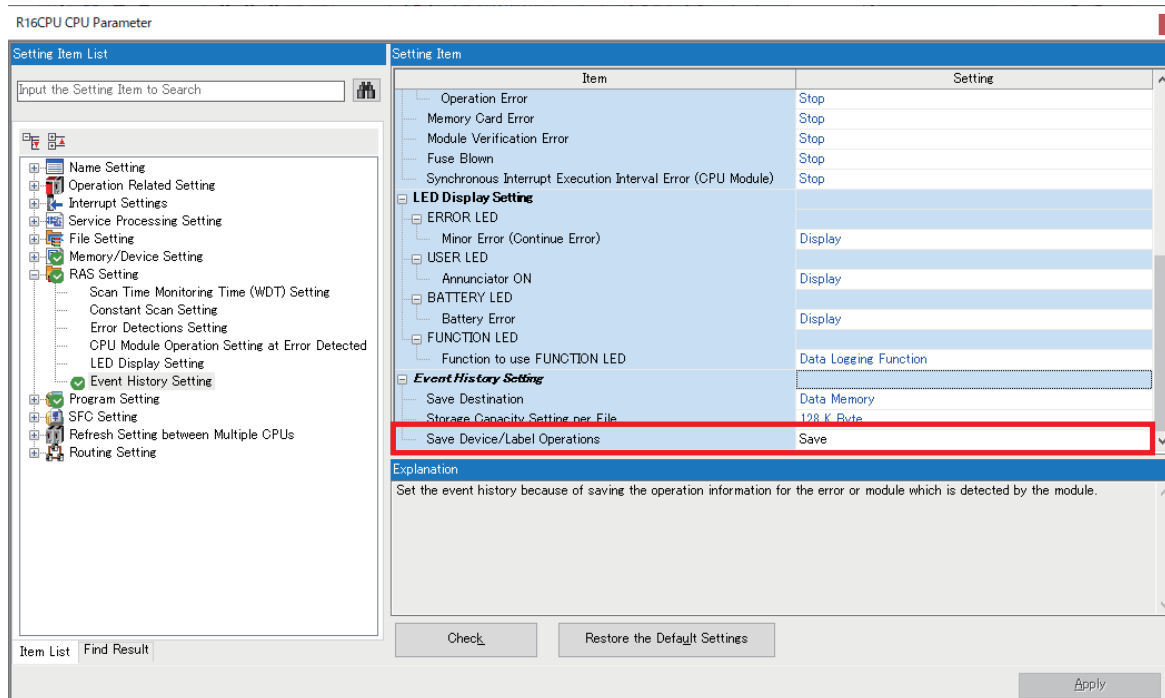 R16CPU CPU Parameter
Setting Item List
Input the Setting Item to Search
Name Setting
Operation Related Setting
Interrupt Settings
Service Processing Setting
File Setting
Memory/Device Setting
RAS Setting
Scan Time Monitoring Time (WDT) Setting
Constant Scan Setting
Error Detections Setting
CPU Module Operation Setting at Error Detected
LED Display Setting
Event History Setting
Program Setting
SFC Setting
Refresh Setting between Multiple CPUs
Routing Setting
Item List Find Result
Setting Item
Item Setting
Operation Error Stop
Memory Card Error Stop
Module Verification Error Stop
Fuse Blown Stop
Synchronous Interrupt Execution Interval Error (CPU Module) Stop
LED Display Setting
ERROR LED
Minor Error (Continue Error) Display
USER LED
Annunciator ON Display
BATTERY LED
Battery Error Display
FUNCTION LED
Function to use FUNCTION LED Data Logging Function
Event History Setting
Save Destination Data Memory
Storage Capacity Setting per File 128 K Byte
Save Device/Label Operations Save
Explanation
Set the event history because of saving the operation information for the error or module which is detected by the module.
Check Restore the Default Settings
Apply